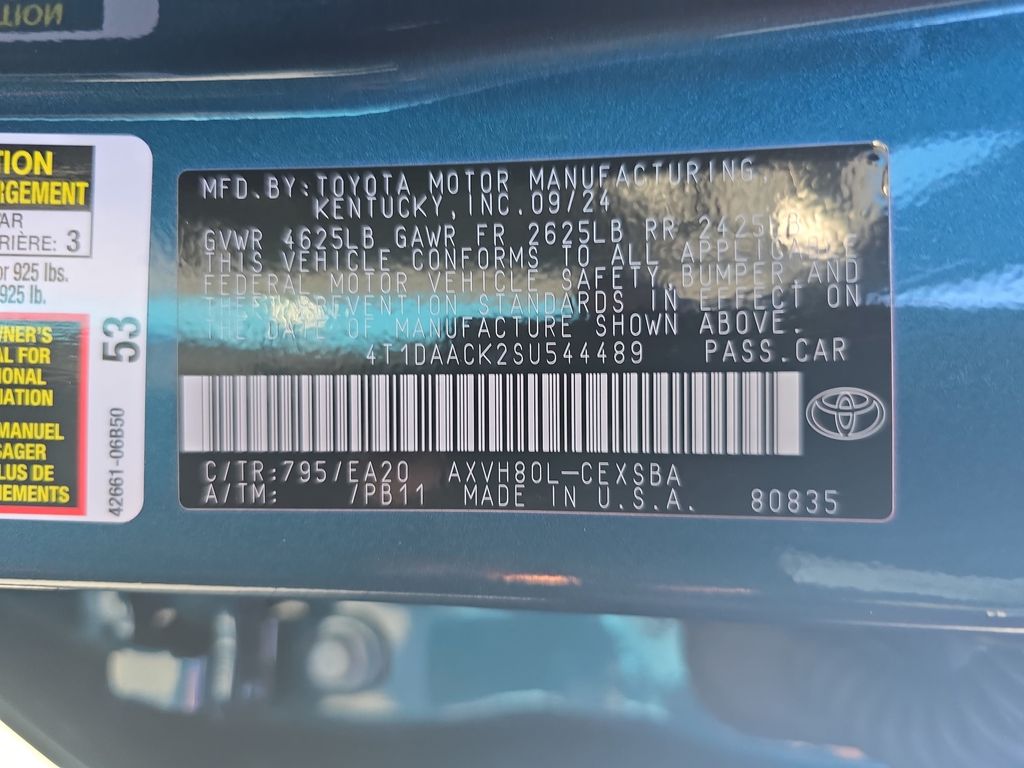 TION
TION
RGEMENT
AR
RIÈRE: 3
or 925 lbs.
925 lb.
WNER'S
AL FOR
IONAL
MATION
MANUEL
SAGER
LUS DE
NEMENTS
53
42661-06B50
MFD.BY:TOYOTA MOTOR MANUFACTURING,
KENTUCKY, INC. 09/24
GVWR 4625LB GAWR FR 2625LB RR 2425LB
THIS VEHICLE CONFORMS TO ALL APPLICABLE
FEDERAL MOTOR VEHICLE SAFETY, BUMPER, AND
THEFT PREVENTION STANDARDS IN EFFECT ON
THE DATE OF MANUFACTURE SHOWN ABOVE.
4T1DAACK2SU544489 PASS.CAR
C/TR:795/EA20 AXVH80L-CEXSBA
A/TM: /PB11 MADE IN U.S.A. 80835